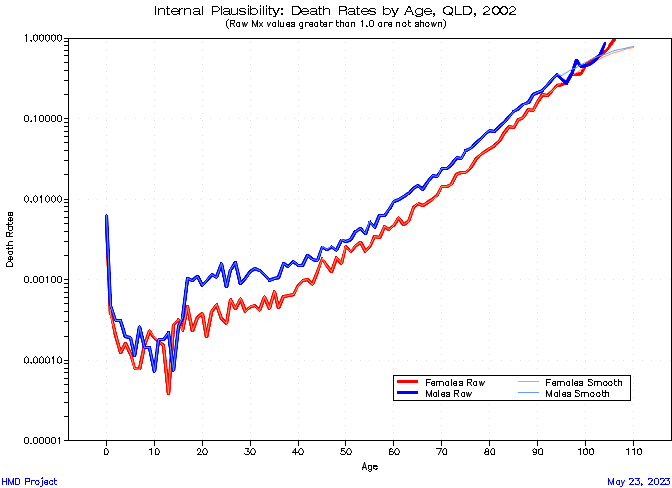 Internal Plausibility: Death Rates by Age, QLD, 2002
(Raw Mx values greater than 1.0 are not shown)
1.00000
0.10000
0.01000
0.00100
0.00010
0.00001
Death Rates
Females Raw
Females Smooth
Males Raw
Males Smooth
0 10 20 30 40 50 60 70 80 90 100 110
Age
HMD Project
May 23, 2023